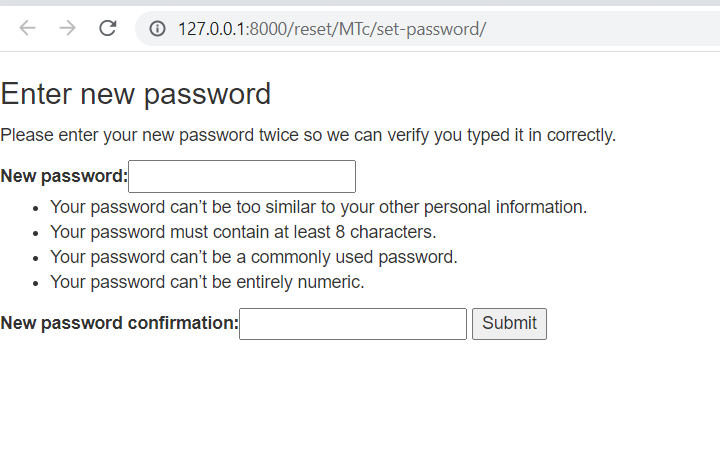 127.0.0.1:8000/reset/MTc/set-password/
Enter new password
Please enter your new password twice so we can verify you typed it in correctly.
New password:
• Your password can’t be too similar to your other personal information.
• Your password must contain at least 8 characters.
• Your password can’t be a commonly used password.
• Your password can’t be entirely numeric.
New password confirmation: Submit